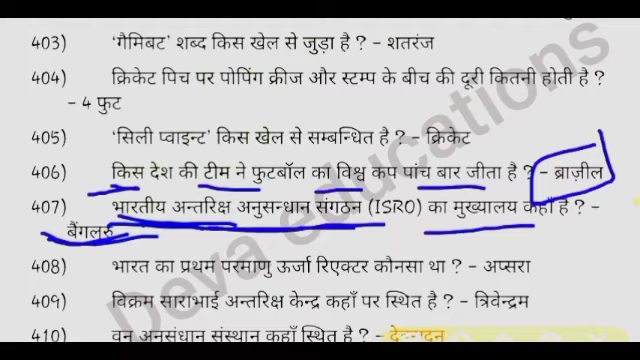 403) ‘गैमिबट’ शब्द किस खेल से जुड़ा है ? – शतरंज
404) क्रिकेट पिच पर पोपिंग क्रीज और स्टम्प के बीच की दूरी कितनी होती है ?
– 4 फुट
405) ‘सिली प्वाइन्ट’ किस खेल से सम्बन्धित है ? – क्रिकेट
406) किस देश की टीम ने फुटबॉल का विश्व कप पांच बार जीता है ? – ब्राज़ील
407) भारतीय अन्तरिक्ष अनुसन्धान संगठन (ISRO) का मुख्यालय कहाँ है ? –
बैंगलरु
408) भारत का प्रथम परमाणु ऊर्जा रिएक्टर कौनसा था ? – अप्सरा
409) विक्रम साराभाई अन्तरिक्ष केन्द्र कहाँ पर स्थित है ? – त्रिवेन्द्रम
410) वन अनुसंधान संस्थान कहाँ स्थित है ? – देहरादून
Deva educations